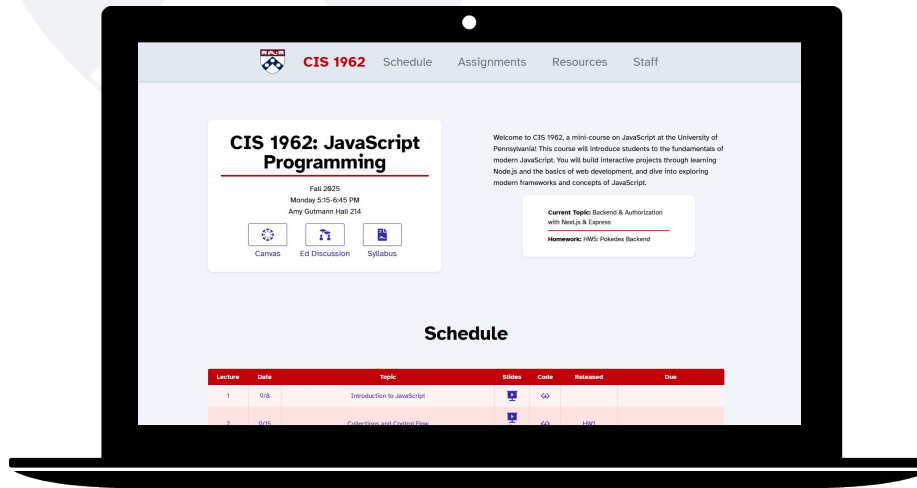 CIS 1962 Schedule Assignments Resources Staff
CIS 1962: JavaScript
Programming
Fall 2025
Monday 5:15-6:45 PM
Amy Gutmann Hall 214
Canvas Ed Discussion Syllabus
Welcome to CIS 1962, a mini-course on JavaScript at the University of
Pennsylvania! This course will introduce students to the fundamentals of
modern JavaScript. You will build interactive projects through learning
Node.js and the basics of web development, and dive into exploring
modern frameworks and concepts of JavaScript.
Current Topic: Backend & Authorization
with Next.js & Express
Homework: HW5: Pokedex Backend
Schedule
Lecture Date Topic Slides Code Released Due
1 9/8 Introduction to JavaScript
2 9/15 Collections and Control Flow HW1